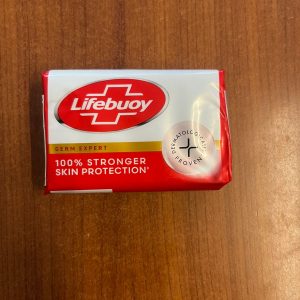 Lifebuoy
GERM EXPERT
100% STRONGER
SKIN PROTECTION*
DERMATOLOGICALLY
PROVEN